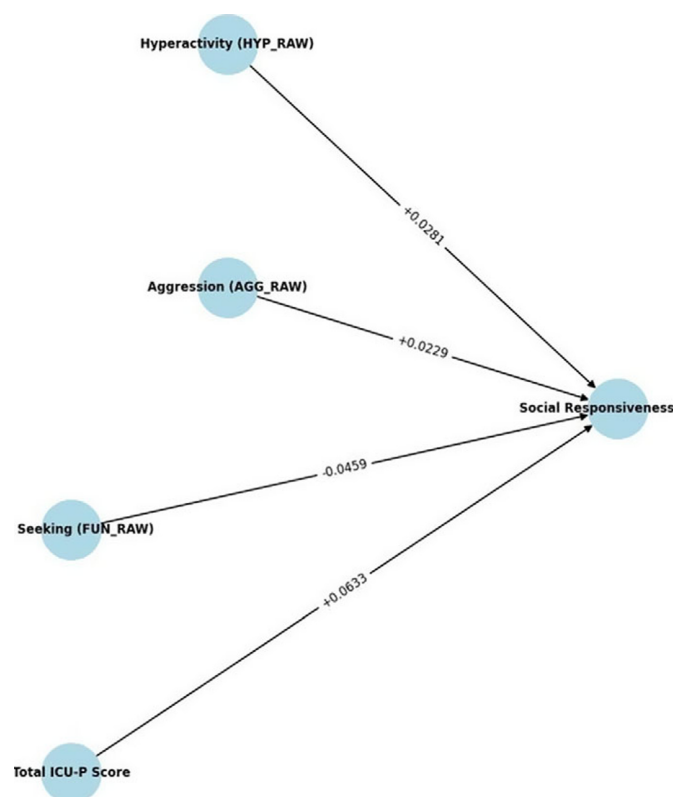 Hyperactivity (HYP_RAW)
+0.0281
Aggression (AGG_RAW)
+0.0229
Social Responsiveness
-0.0459
Seeking (FUN_RAW)
+0.0633
Total ICU-P Score